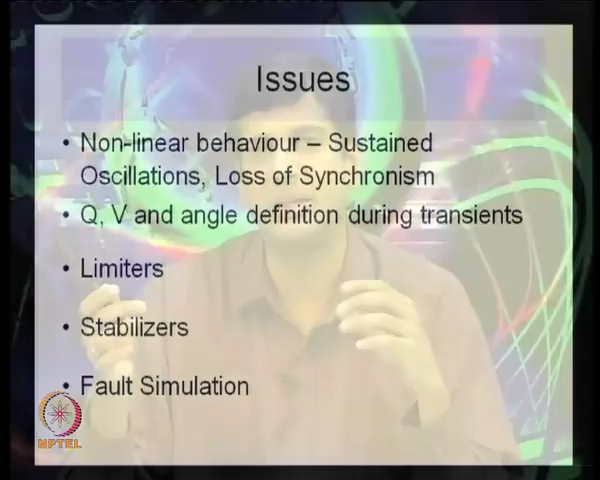 Issues
• Non-linear behaviour – Sustained
Oscillations, Loss of Synchronism
• Q, V and angle definition during transients
• Limiters
• Stabilizers
• Fault Simulation
NPTEL